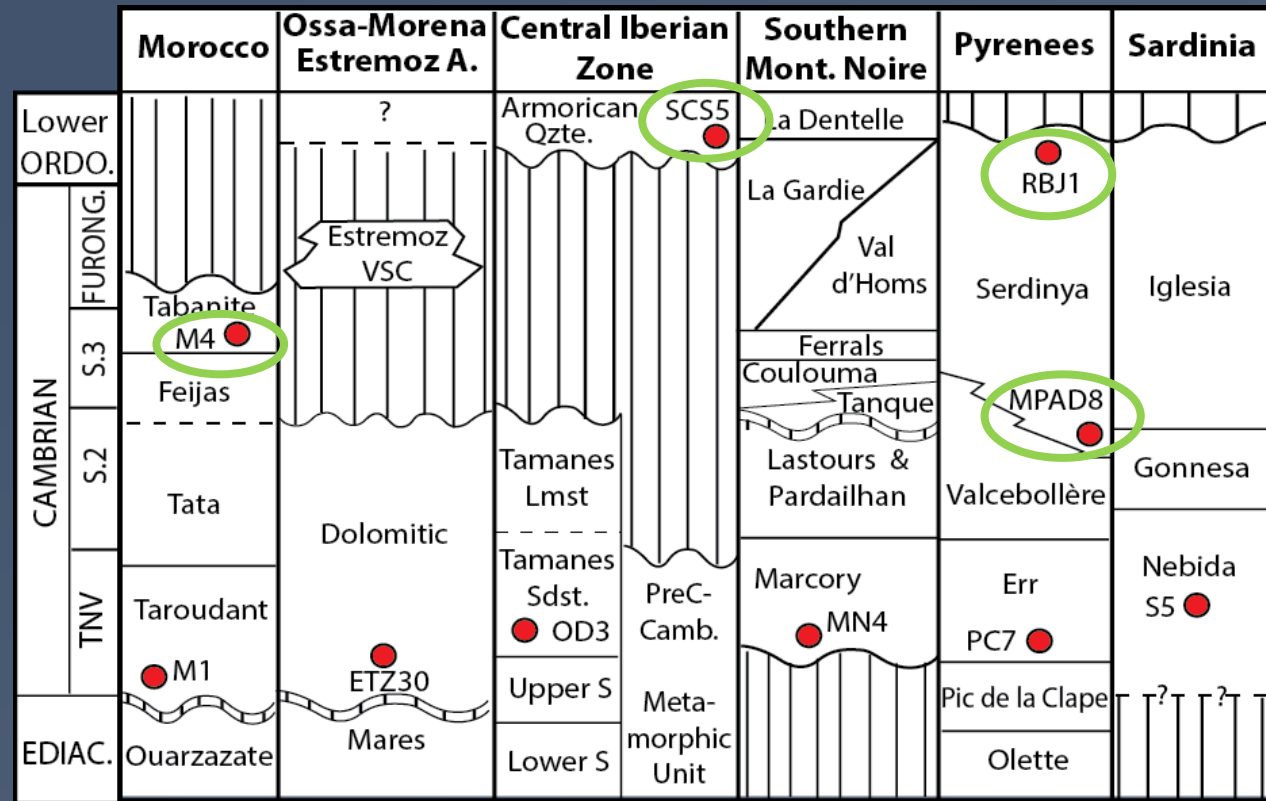 Morocco
Ossa-Morena
Estremoz A.
Central Iberian
Zone
Southern
Mont. Noire
Pyrenees
Sardinia
Lower
ORDO.
CAMBRIAN
FURONG.
S.3
S.2
TNV
EDIAC.
Tabanite
M4
Feijas
Tata
Taroudant
M1
Ouarzazate
?
Estremoz
VSC
Dolomitic
ETZ30
Mares
Armorican
Qzte.
SCS5
Tamanes
Lmst
Tamanes
Sdst.
OD3
Upper S
Lower S
PreC-
Camb.
Meta-
morphic
Unit
La Dentelle
La Gardie
Val
d'Homs
Ferrals
Coulouma
Tanque
Lastours &
Pardailhan
Marcory
MN4
RBJ1
Serdinya
MPAD8
Valcebollère
Err
PC7
Pic de la Clape
Olette
Iglesia
Gonnesa
Nebida
S5
? ?